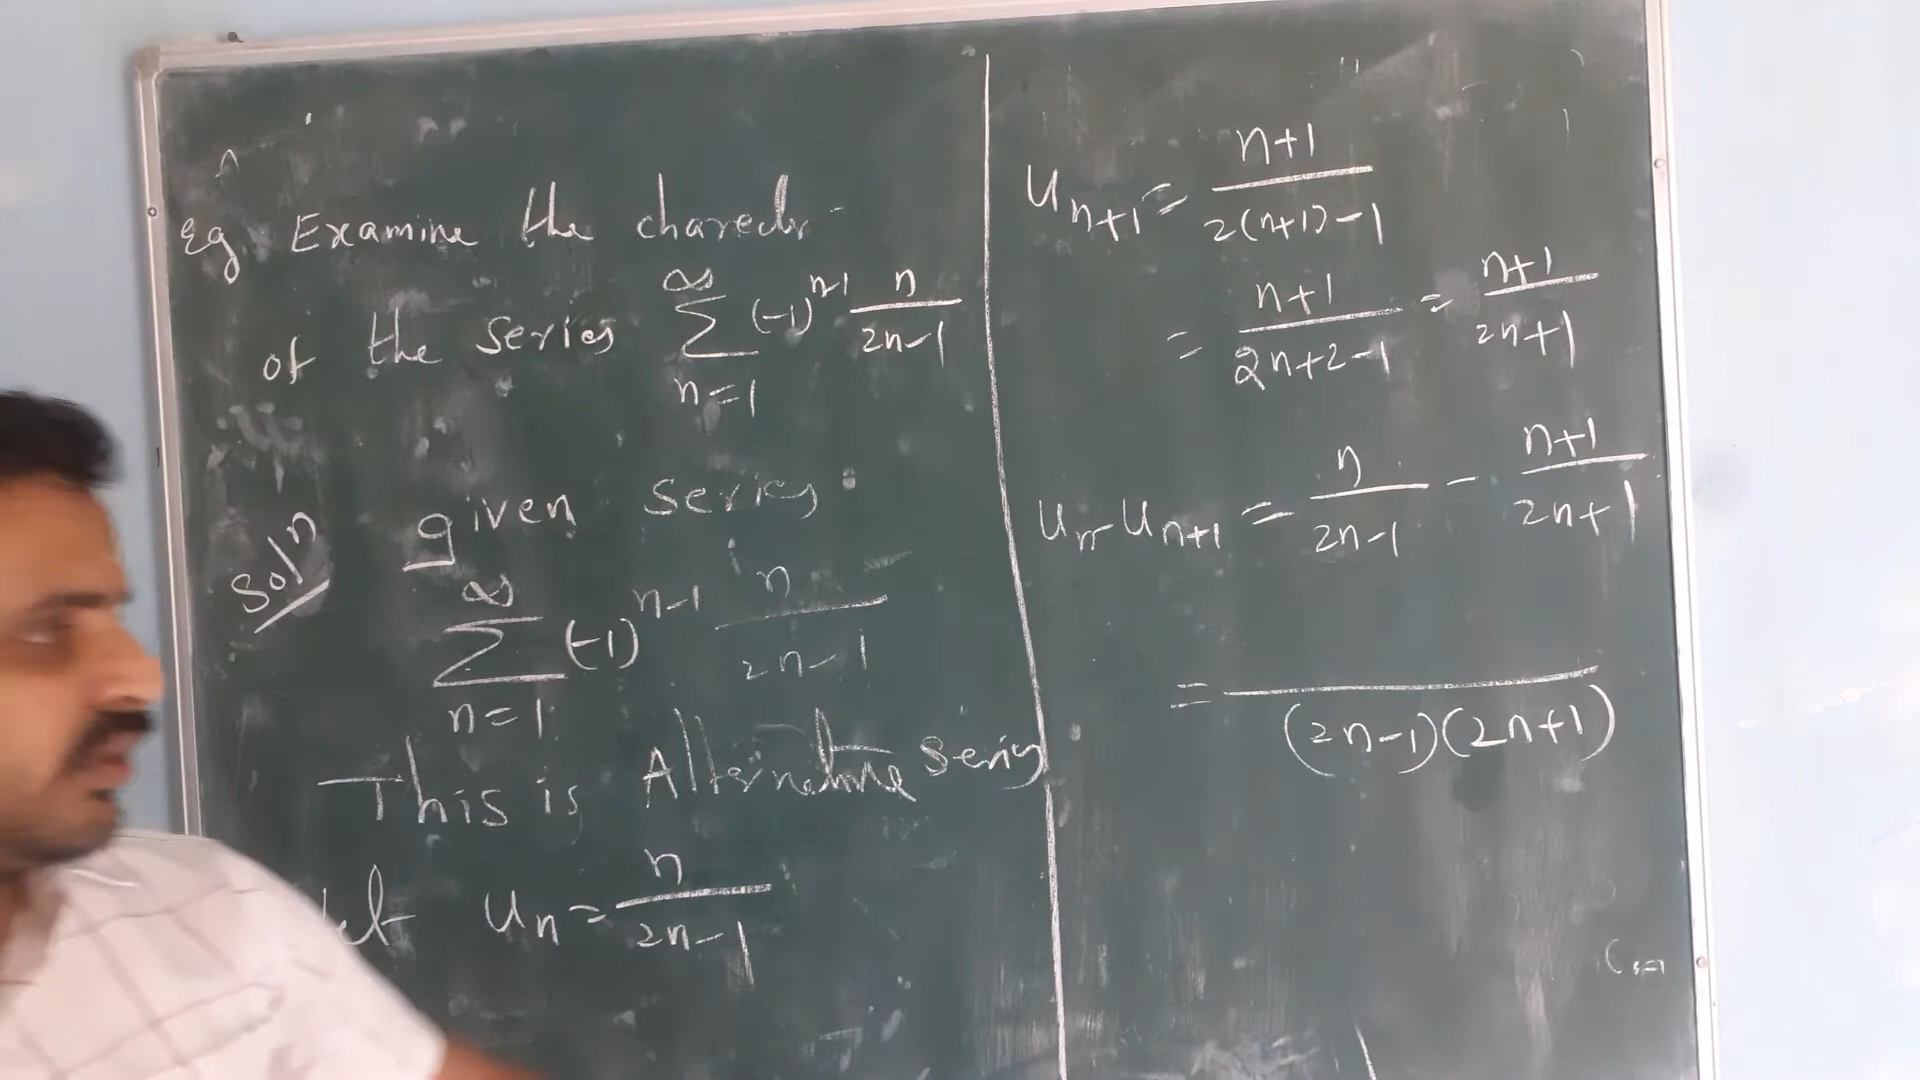 Eg. Examine the charectr
of the series ∑_{n=1}^{∞} (-1)^{n-1} n/(2n-1)
Solⁿ given series
∑_{n=1}^{∞} (-1)^{n-1} n/(2n-1)
This is Alternative Series
let u_n = n/(2n-1)
u_{n+1} = (n+1)/(2(n+1)-1)
= (n+1)/(2n+2-1) = (n+1)/(2n+1)
u_n - u_{n+1} = n/(2n-1) - (n+1)/(2n+1)
= /((2n-1)(2n+1))